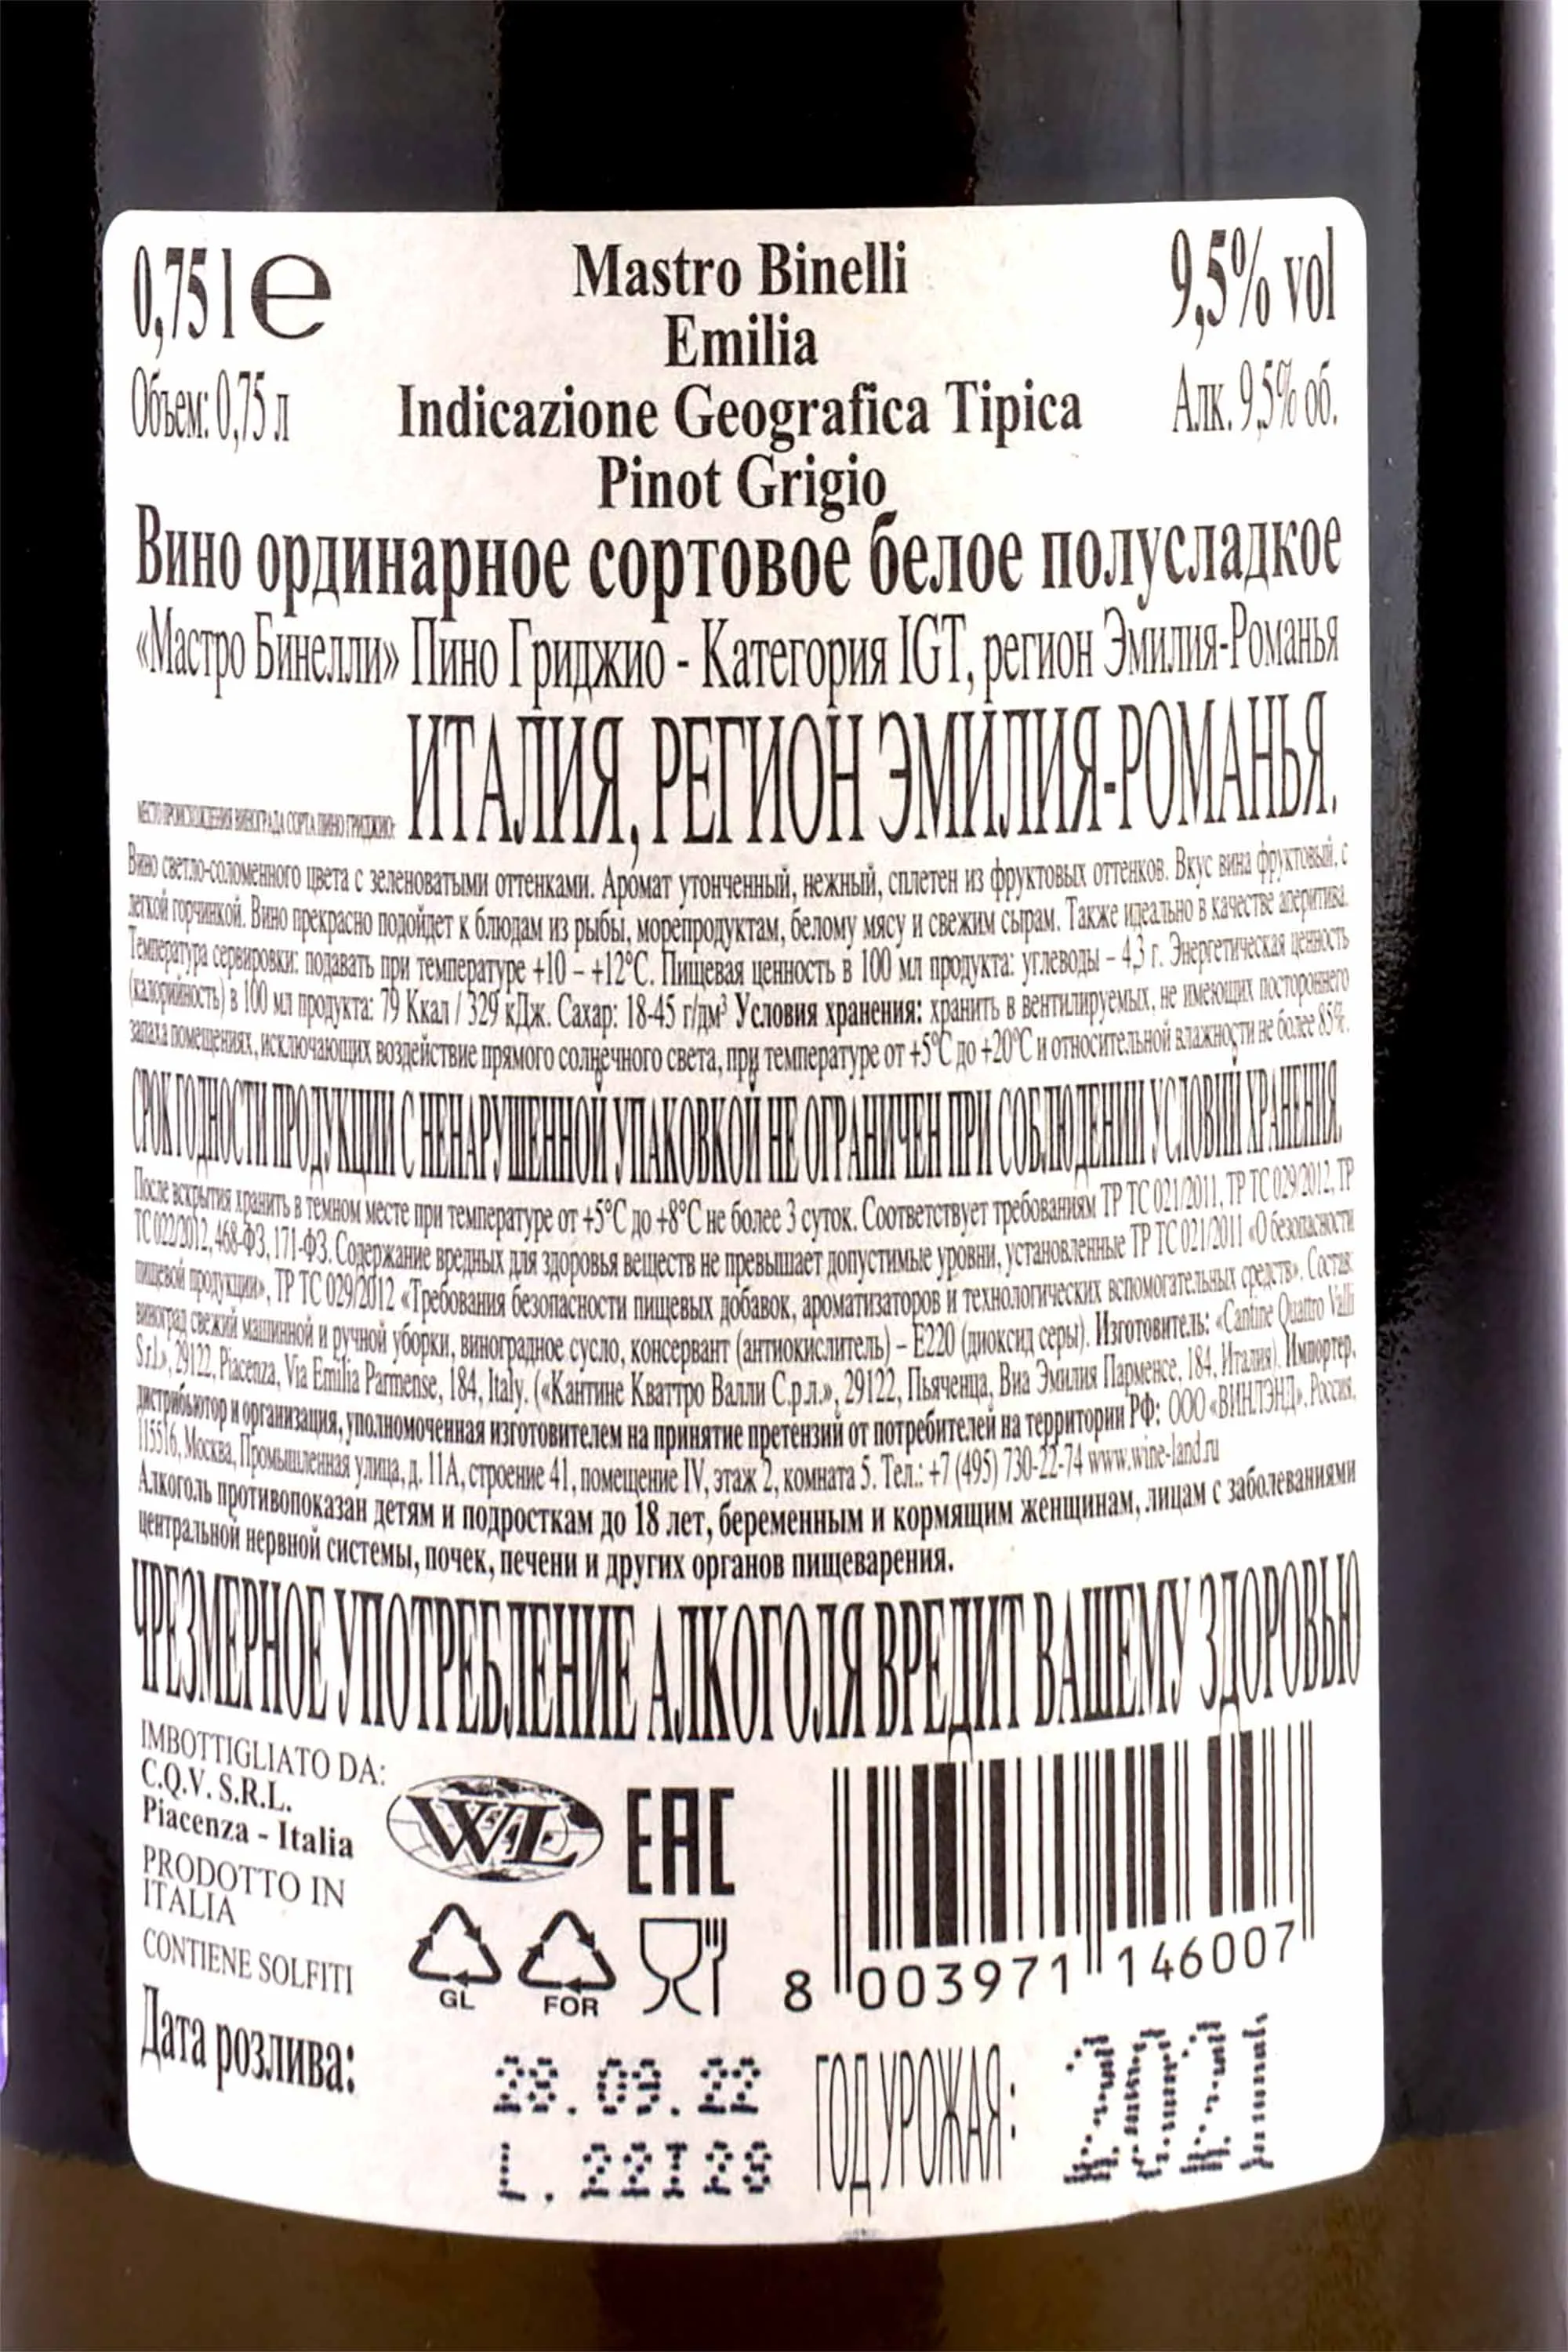 0,75 l e
Объем: 0,75 л
Mastro Binelli
Emilia
Indicazione Geografica Tipica
Pinot Grigio
9,5% vol
Алк. 9,5% об.
Вино ординарное сортовое белое полусладкое
«Мастро Бинелли» Пино Гриджио - Категория IGT, регион Эмилия-Романья
МЕСТО ПРОИСХОЖДЕНИЯ ВИНОГРАДА СОРТА ПИНО ГРИДЖИО: ИТАЛИЯ, РЕГИОН ЭМИЛИЯ-РОМАНЬЯ.
Вино светло-соломенного цвета с зеленоватыми оттенками. Аромат утонченный, нежный, сплетен из фруктовых оттенков. Вкус вина фруктовый, с
легкой горчинкой. Вино прекрасно подойдет к блюдам из рыбы, морепродуктам, белому мясу и свежим сырам. Также идеально в качестве аперитива.
Температура сервировки: подавать при температуре +10 – +12°C. Пищевая ценность в 100 мл продукта: углеводы – 4,3 г. Энергетическая ценность
(калорийность) в 100 мл продукта: 79 Ккал / 329 кДж. Сахар: 18-45 г/дм³ Условия хранения: хранить в вентилируемых, не имеющих постороннего
запаха помещениях, исключающих воздействие прямого солнечного света, при температуре от +5°C до +20°C и относительной влажности не более 85%.
СРОК ГОДНОСТИ ПРОДУКЦИИ С НЕНАРУШЕННОЙ УПАКОВКОЙ НЕ ОГРАНИЧЕН ПРИ СОБЛЮДЕНИИ УСЛОВИЙ ХРАНЕНИЯ.
После вскрытия хранить в темном месте при температуре от +5°C до +8°C не более 3 суток. Соответствует требованиям ТР ТС 021/2011, ТР ТС 029/2012, ТР
ТС 022/2012, 468-ФЗ, 171-ФЗ. Содержание вредных для здоровья веществ не превышает допустимые уровни, установленные ТР ТС 021/2011 «О безопасности
пищевой продукции», ТР ТС 029/2012 «Требования безопасности пищевых добавок, ароматизаторов и технологических вспомогательных средств». Состав:
виноград свежий машинной и ручной уборки, виноградное сусло, консервант (антиокислитель) – Е220 (диоксид серы). Изготовитель: «Cantine Quattro Valli
S.r.l.», 29122, Piacenza, Via Emilia Parmense, 184, Italy. («Кантине Кваттро Валли С.р.л.», 29122, Пьяченца, Виа Эмилия Парменсе, 184, Италия). Импортер,
дистрибьютор и организация, уполномоченная изготовителем на принятие претензий от потребителей на территории РФ: ООО «ВИНЛЭНД». Россия,
115516, Москва, Промышленная улица, д. 11А, строение 41, помещение IV, этаж 2, комната 5. Тел.: +7 (495) 730-22-74 www.wine-land.ru
Алкоголь противопоказан детям и подросткам до 18 лет, беременным и кормящим женщинам, лицам с заболеваниями
центральной нервной системы, почек, печени и других органов пищеварения.
ЧРЕЗМЕРНОЕ УПОТРЕБЛЕНИЕ АЛКОГОЛЯ ВРЕДИТ ВАШЕМУ ЗДОРОВЬЮ
IMBOTTIGLIATO DA:
C.Q.V. S.R.L.
Piacenza - Italia
PRODOTTO IN
ITALIA
CONTIENE SOLFITI
WL
EAC
GL
FOR
8 003971 146007
Дата розлива:
28.09.22
L. 22I28
ГОД УРОЖАЯ:
2021